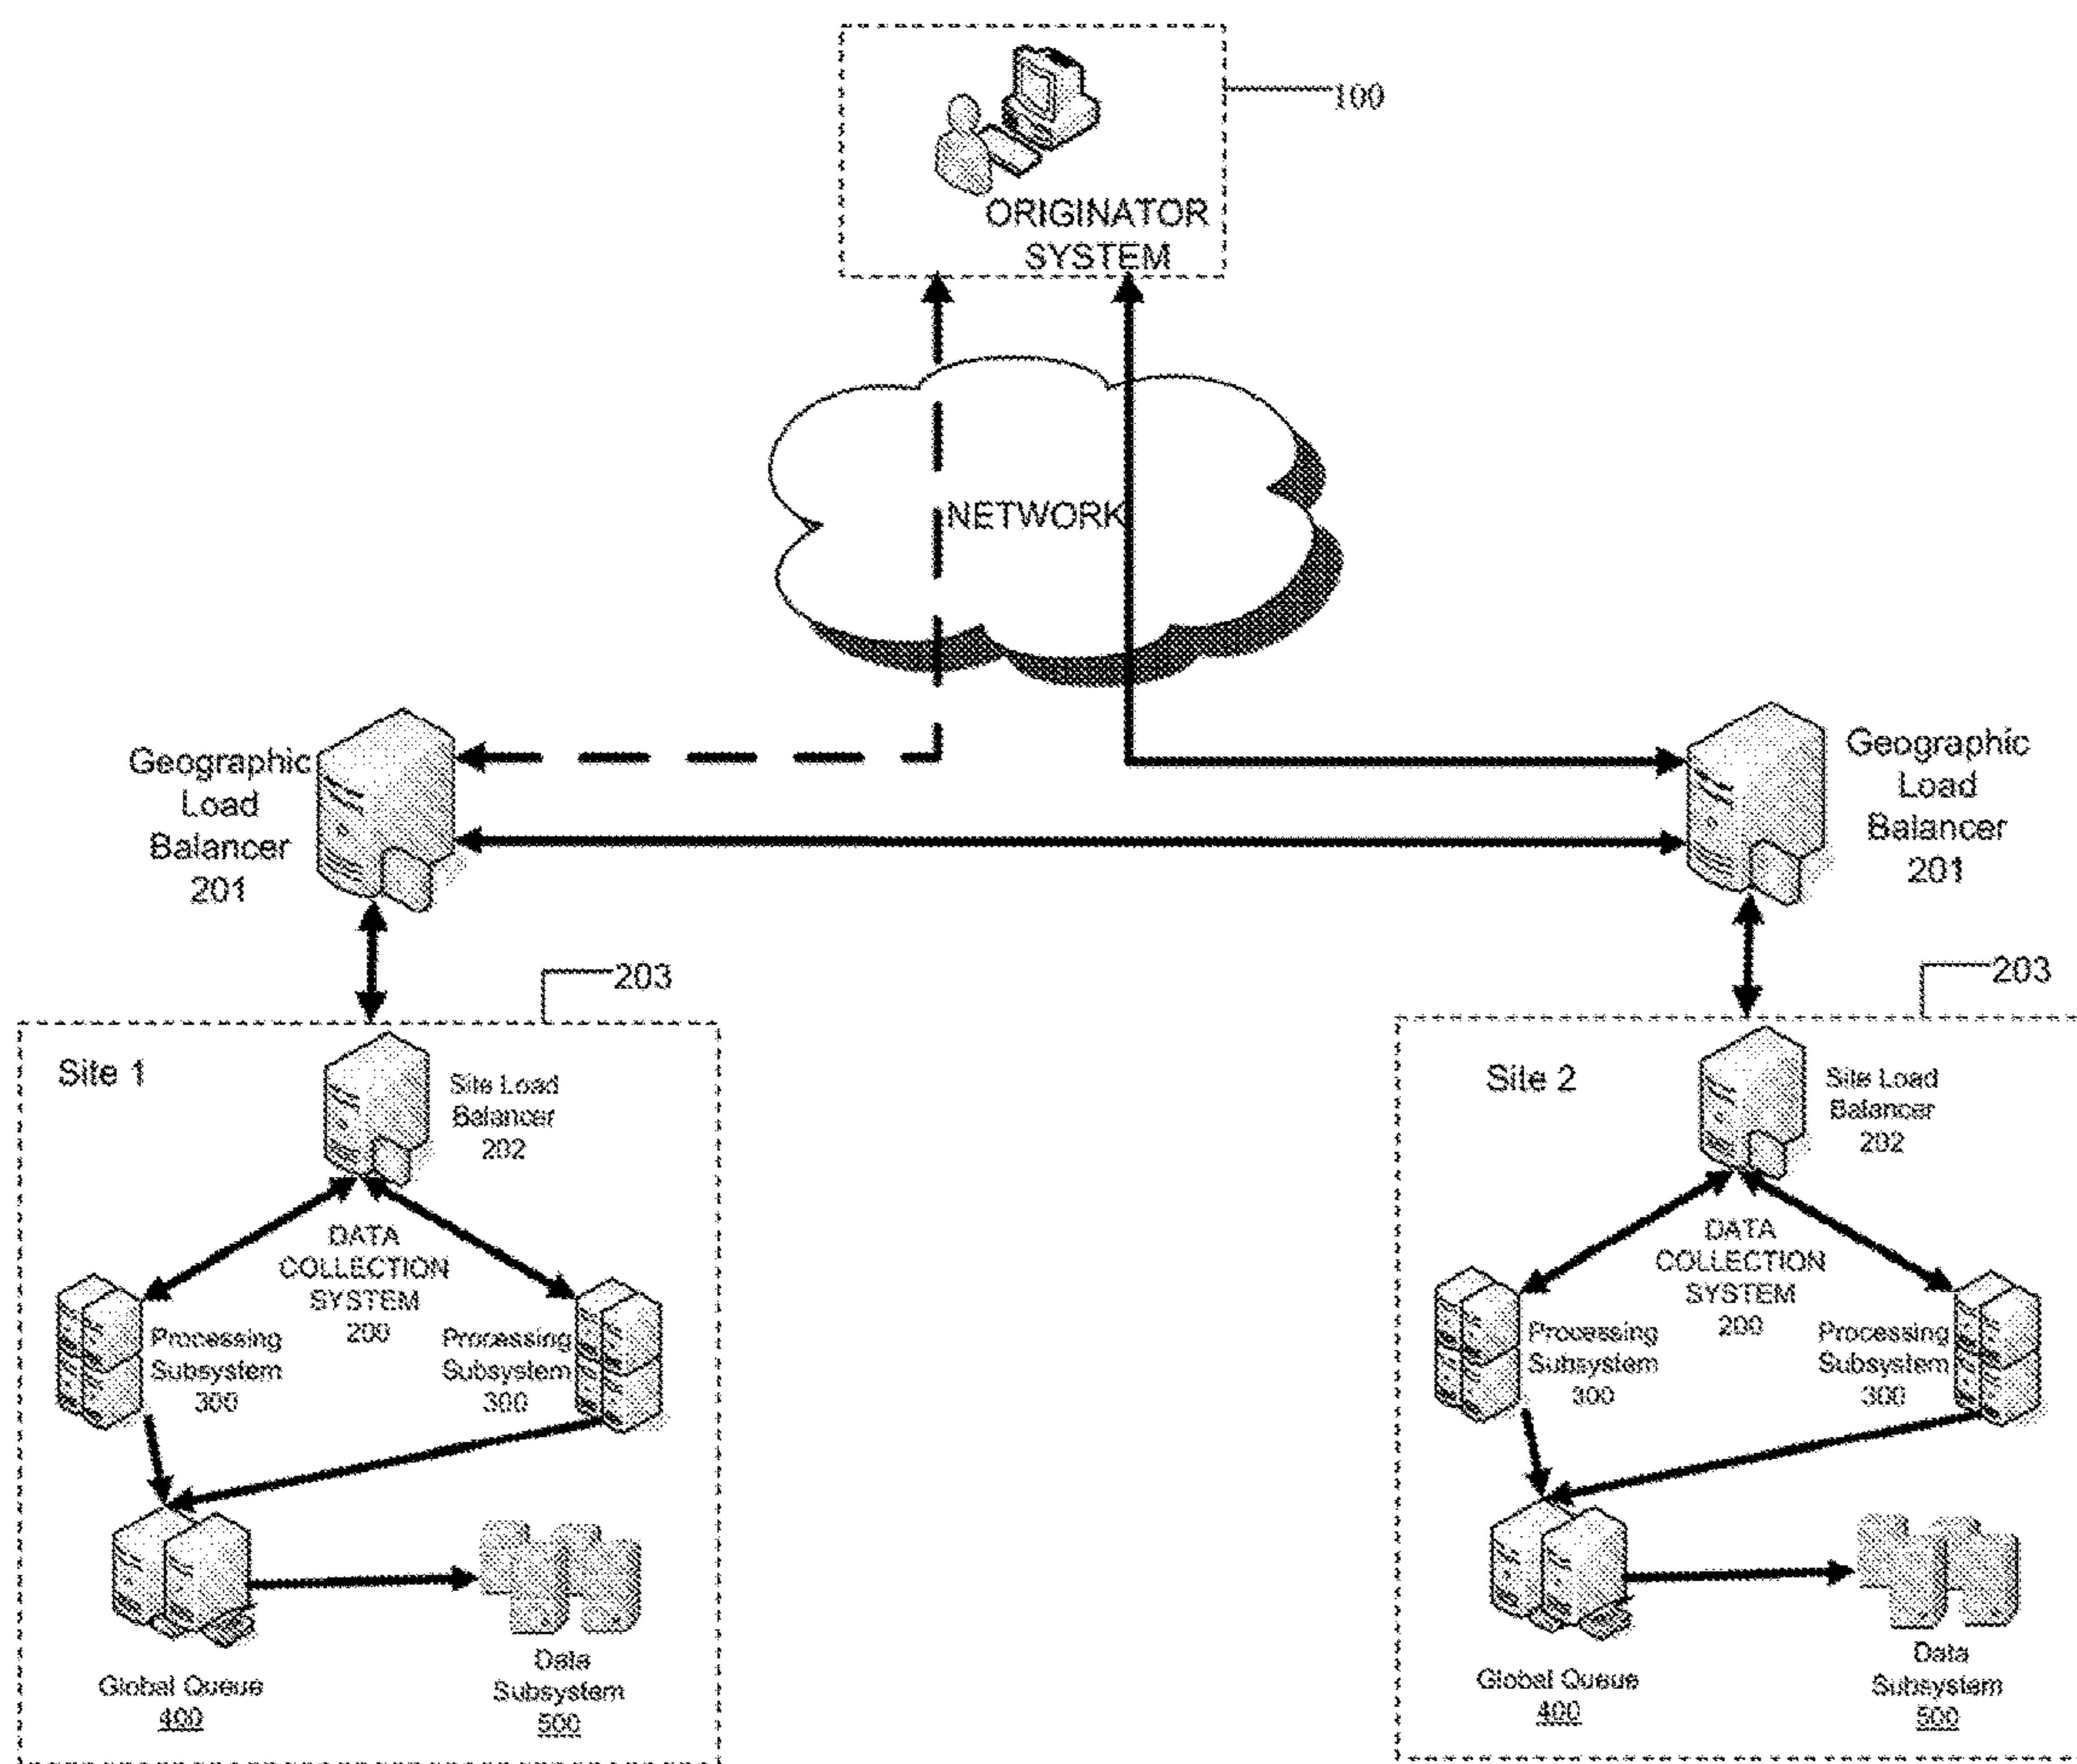 100
ORIGINATOR
SYSTEM
NETWORK
Geographic
Load
Balancer
201
Geographic
Load
Balancer
201
203
Site 1
Site Load
Balancer
202
DATA
COLLECTION
SYSTEM
200
Processing
Subsystem
300
Processing
Subsystem
300
Global Queue
400
Data
Subsystem
500
203
Site 2
Site Load
Balancer
202
DATA
COLLECTION
SYSTEM
200
Processing
Subsystem
300
Processing
Subsystem
300
Global Queue
400
Data
Subsystem
500